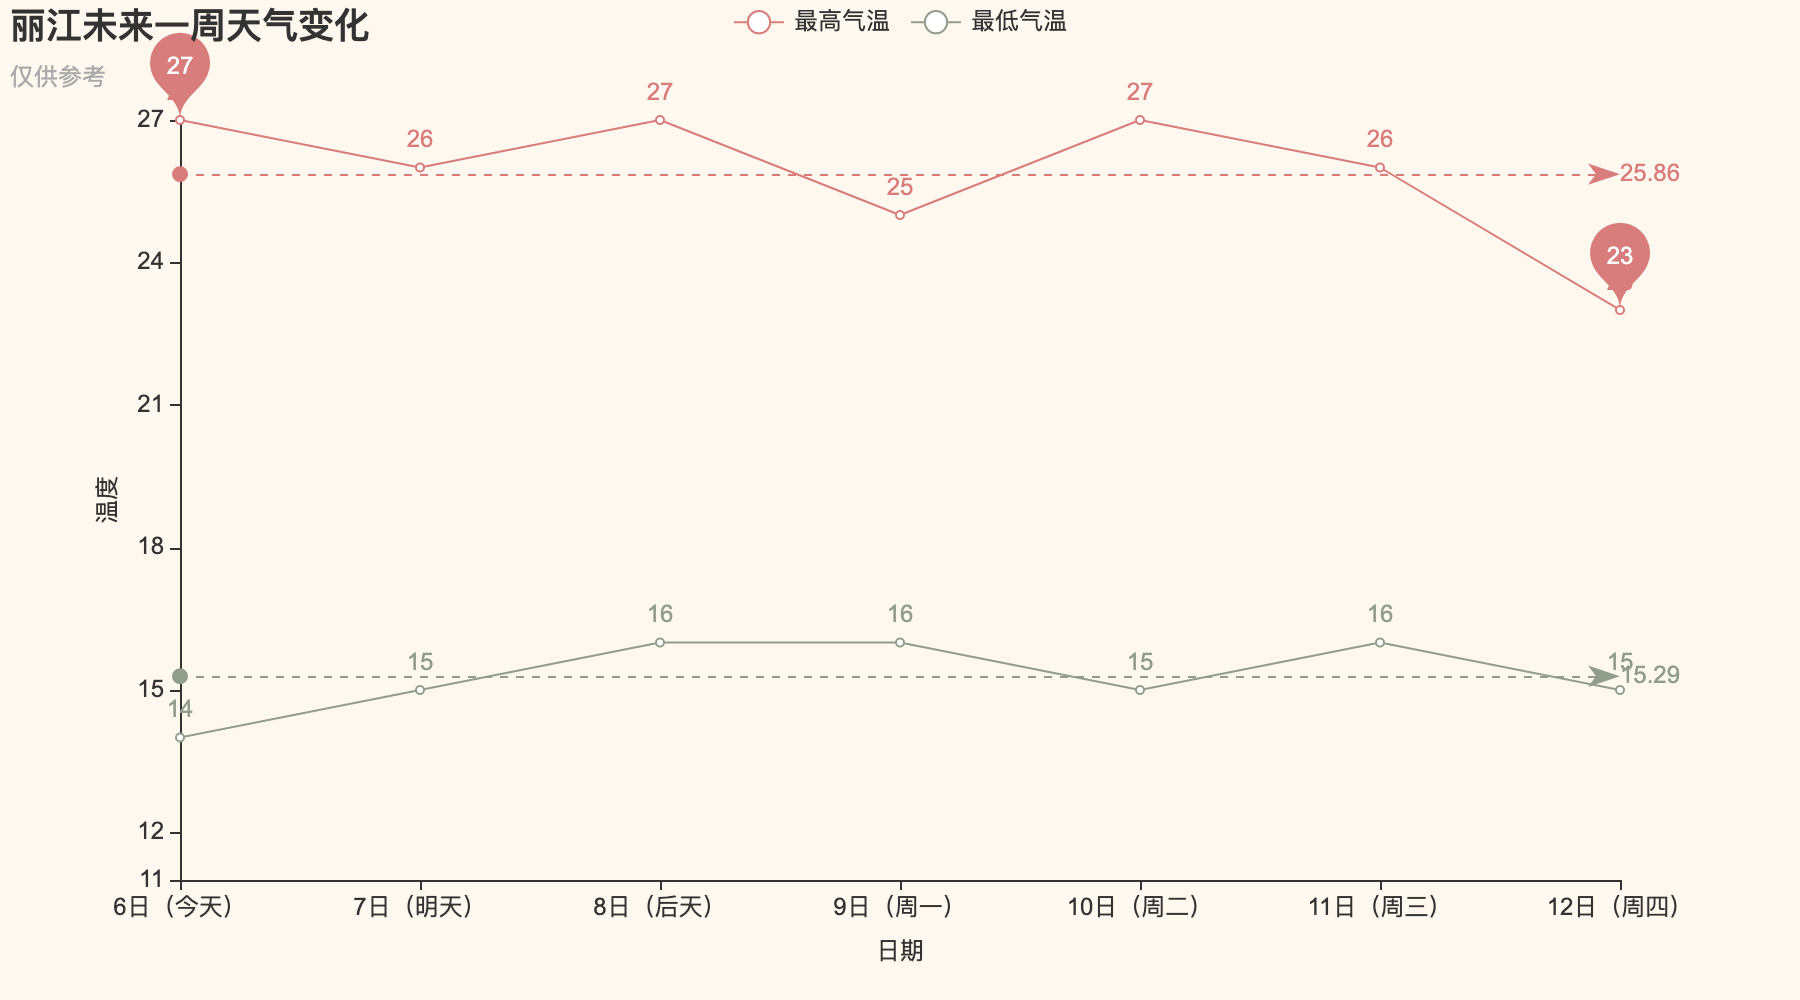 丽江未来一周天气变化
仅供参考
最高气温
最低气温
27
26
27
25
27
26
23
25.86
14
15
16
16
15
16
15
15.29
27
24
21
18
15
12
11
温度
6日（今天）
7日（明天）
8日（后天）
9日（周一）
10日（周二）
11日（周三）
12日（周四）
日期